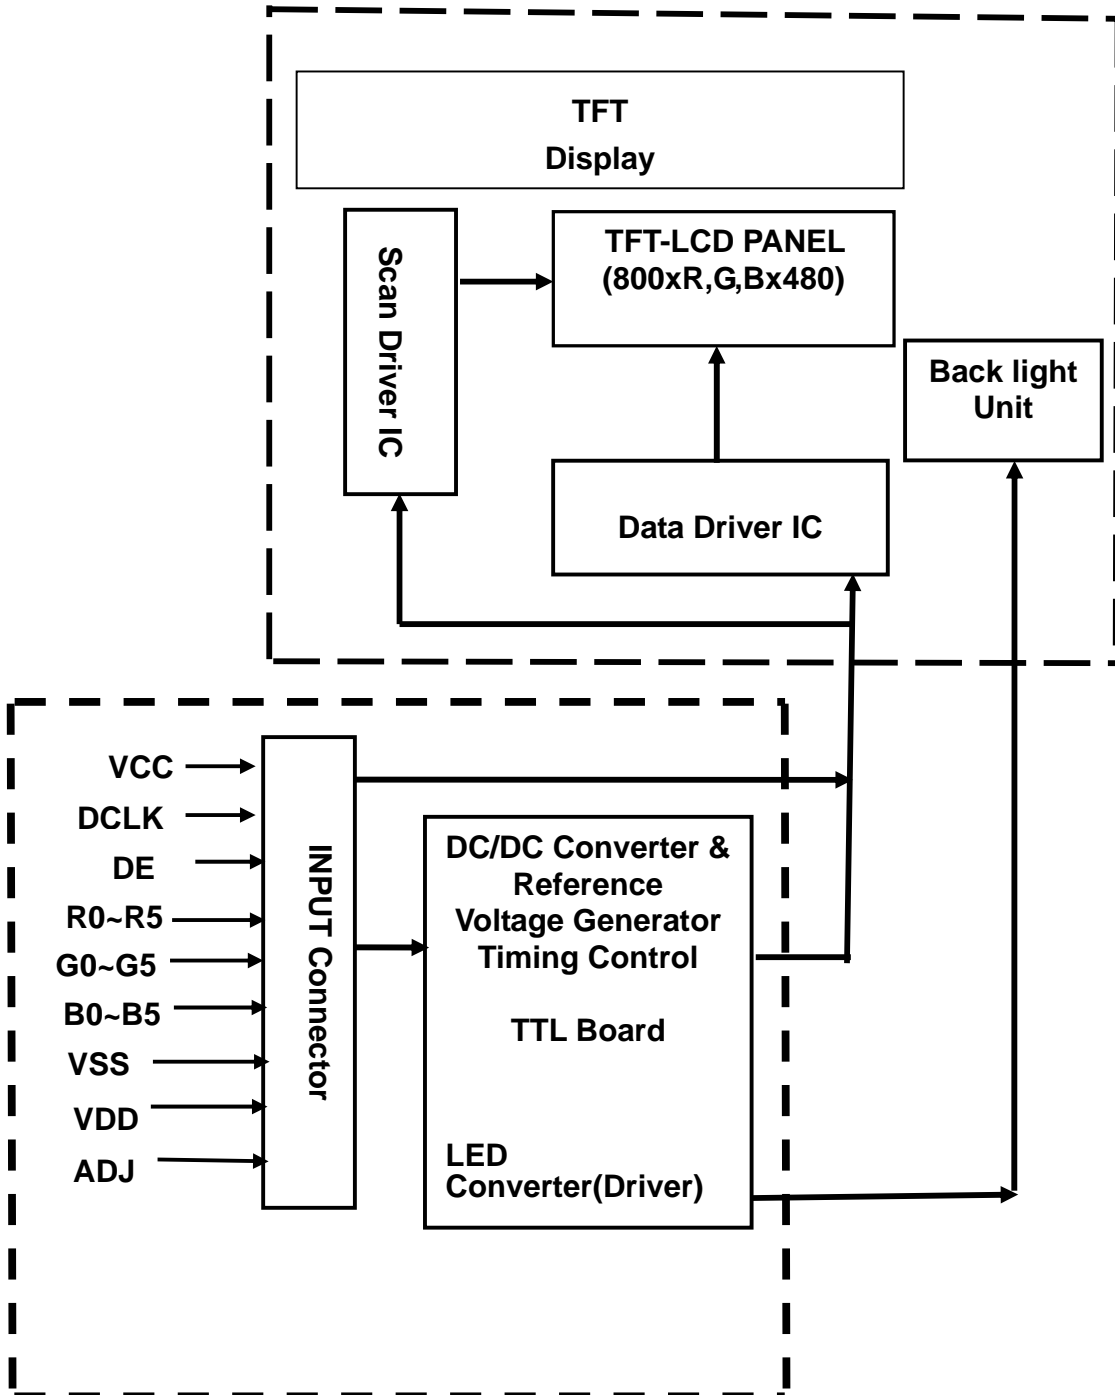 TFT
Display
Scan Driver IC
TFT-LCD PANEL
(800xR,G,Bx480)
Back light
Unit
Data Driver IC
VCC
DCLK
DE
R0~R5
G0~G5
B0~B5
VSS
VDD
ADJ
INPUT Connector
DC/DC Converter &
Reference
Voltage Generator
Timing Control
TTL Board
LED
Converter(Driver)